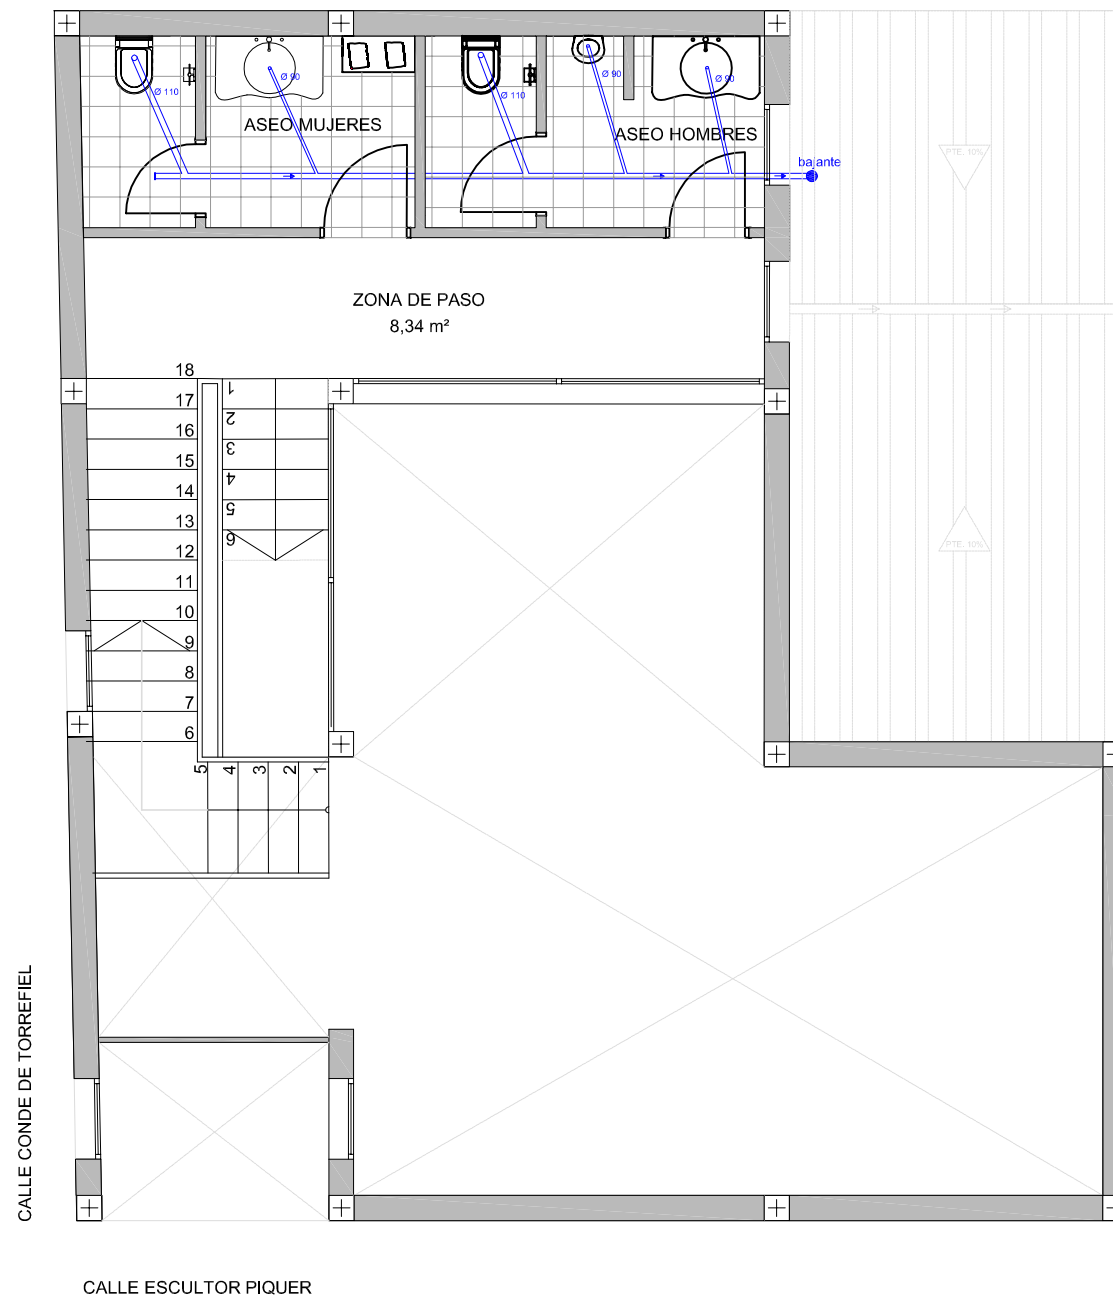 Ø 90
Ø 90
Ø 90
Ø 110
Ø 110
ASEO MUJERES
ASEO HOMBRES
PTE. 10%
bajante
ZONA DE PASO
8,34 m²
18
17
16
15
14
13
12
11
10
9
8
7
6
1
2
3
4
5
6
PTE. 10%
5
4
3
2
1
CALLE CONDE DE TORREFIEL
CALLE ESCULTOR PIQUER